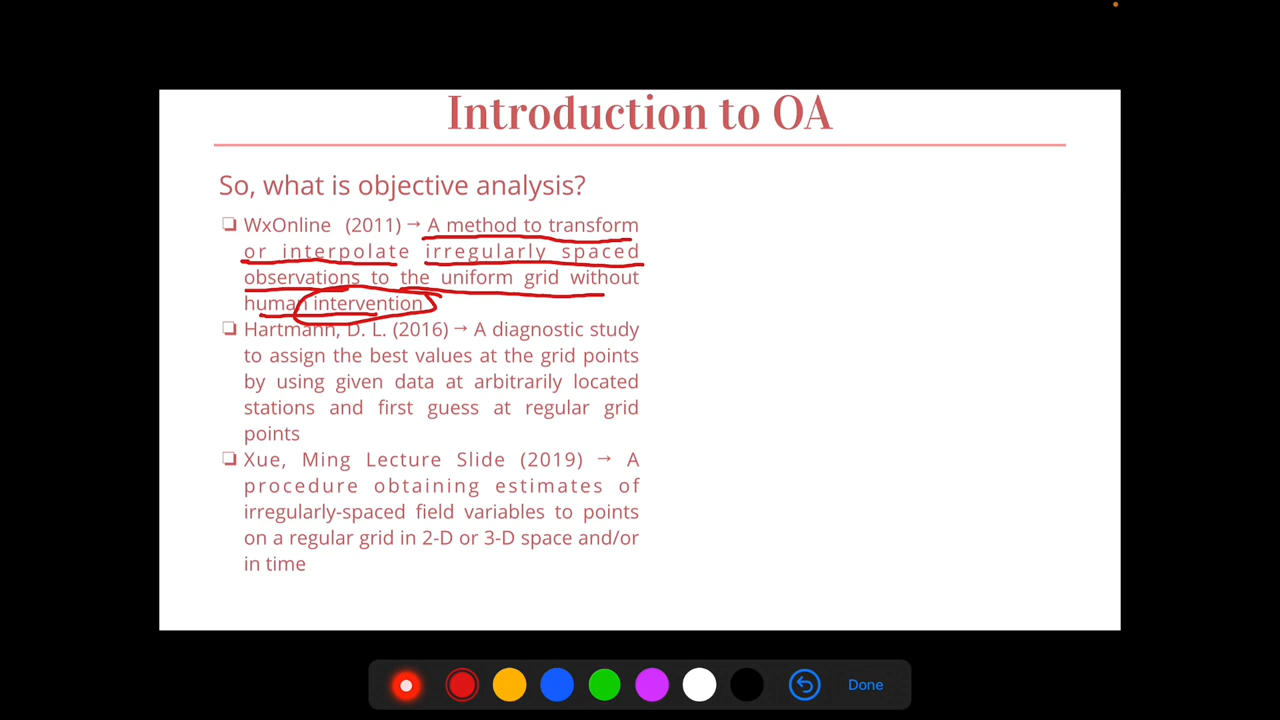 Introduction to OA
So, what is objective analysis?
❏ WxOnline (2011) → A method to transform
or interpolate irregularly spaced
observations to the uniform grid without
human intervention
❏ Hartmann, D. L. (2016) → A diagnostic study
to assign the best values at the grid points
by using given data at arbitrarily located
stations and first guess at regular grid
points
❏ Xue, Ming Lecture Slide (2019) → A
procedure obtaining estimates of
irregularly-spaced field variables to points
on a regular grid in 2-D or 3-D space and/or
in time
Done